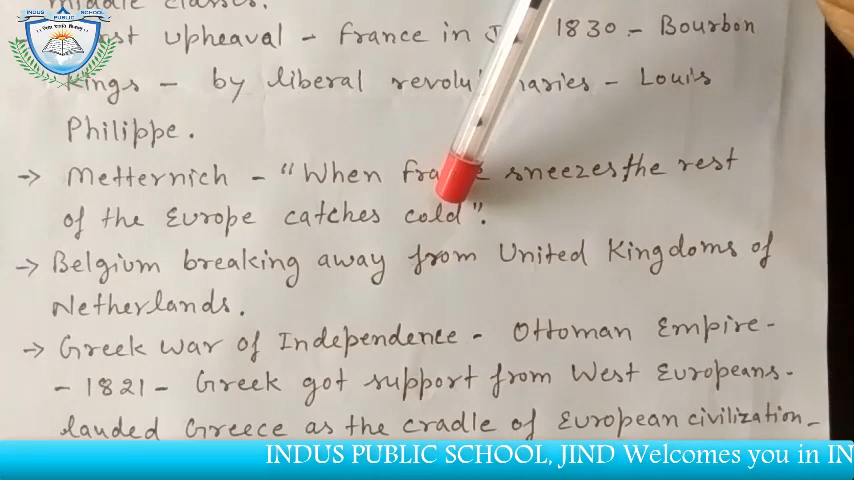 middle classes.
INDUS PUBLIC SCHOOL
upheaval - France in 1830 - Bourbon
Kings - by liberal - Louis
Philippe.
→ Metternich - "When sneezes, the rest
of the Europe catches cold".
→ Belgium breaking away from United Kingdoms of
Netherlands.
→ Greek war of Independence - Ottoman Empire -
- 1821 - Greek got support from West Europeans -
lauded Greece as the cradle of European civilization -
INDUS PUBLIC SCHOOL, JIND Welcomes you in IN